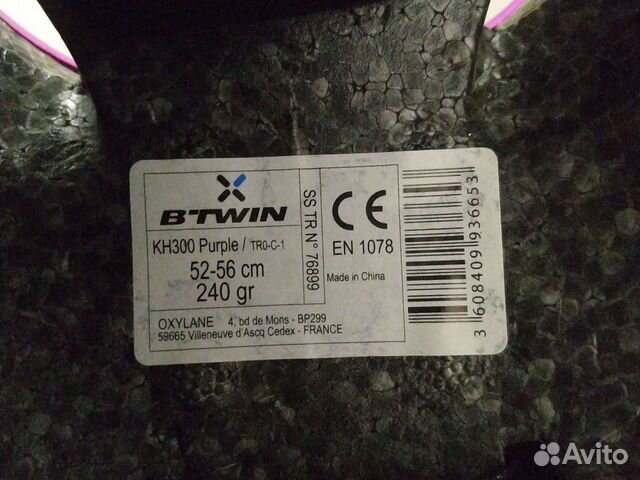 B'TWIN
KH300 Purple / TR0-C-1
52-56 cm
240 gr
SS TR N° 76899
CE
EN 1078
Made in China
3608409936653
OXYLANE 4, bd de Mons - BP299
59665 Villeneuve d'Ascq Cedex - FRANCE
Avito